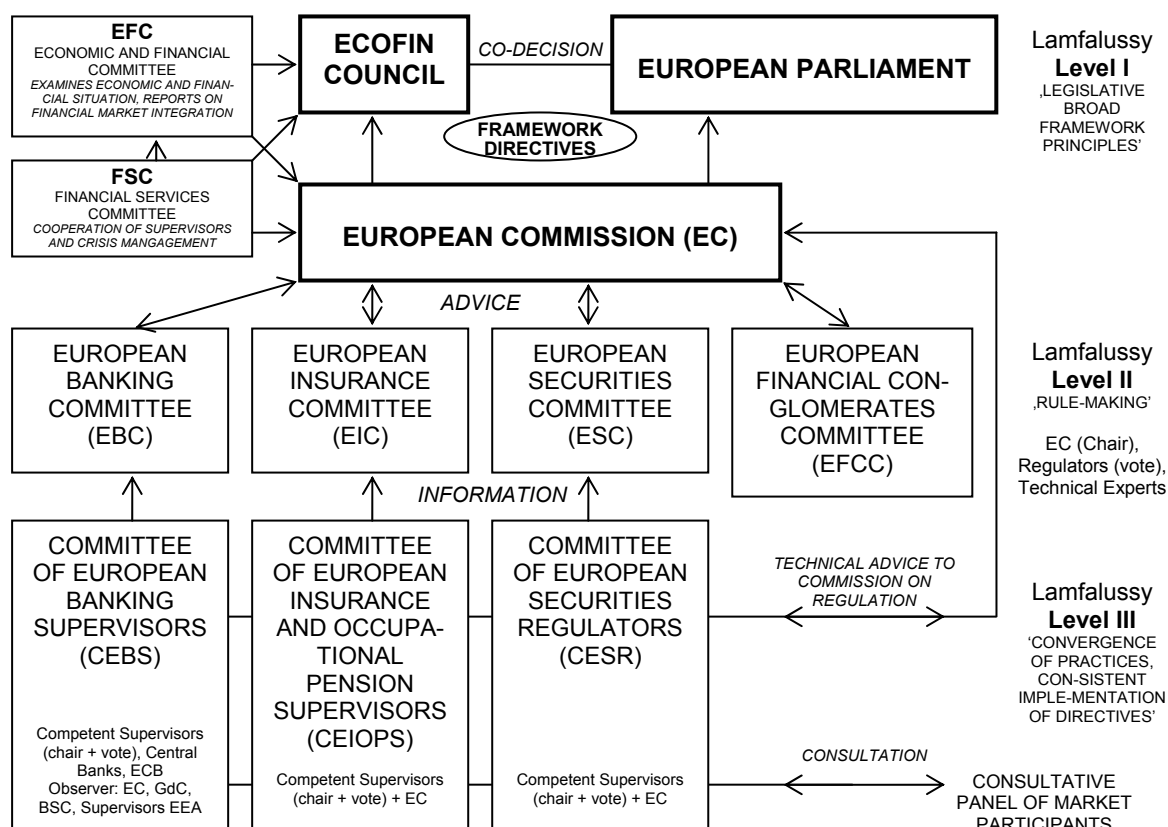 EFC
ECONOMIC AND FINANCIAL
COMMITTEE
EXAMINES ECONOMIC AND FINAN-
CIAL SITUATION, REPORTS ON
FINANCIAL MARKET INTEGRATION
ECOFIN
COUNCIL
CO-DECISION
EUROPEAN PARLIAMENT
Lamfalussy
Level I
‚LEGISLATIVE
BROAD
FRAMEWORK
PRINCIPLES’
FRAMEWORK
DIRECTIVES
FSC
FINANCIAL SERVICES
COMMITTEE
COOPERATION OF SUPERVISORS
AND CRISIS MANGAGEMENT
EUROPEAN COMMISSION (EC)
ADVICE
EUROPEAN
BANKING
COMMITTEE
(EBC)
EUROPEAN
INSURANCE
COMMITTEE
(EIC)
EUROPEAN
SECURITIES
COMMITTEE
(ESC)
EUROPEAN
FINANCIAL CON-
GLOMERATES
COMMITTEE
(EFCC)
Lamfalussy
Level II
‚RULE-MAKING’
EC (Chair),
Regulators (vote),
Technical Experts
INFORMATION
COMMITTEE
OF EUROPEAN
BANKING
SUPERVISORS
(CEBS)
Competent Supervisors
(chair + vote), Central
Banks, ECB
Observer: EC, GdC,
BSC, Supervisors EEA
COMMITTEE
OF EUROPEAN
INSURANCE
AND OCCUPA-
TIONAL
PENSION
SUPERVISORS
(CEIOPS)
Competent Supervisors
(chair + vote) + EC
COMMITTEE
OF EUROPEAN
SECURITIES
REGULATORS
(CESR)
Competent Supervisors
(chair + vote) + EC
TECHNICAL ADVICE TO
COMMISSION ON
REGULATION
Lamfalussy
Level III
‘CONVERGENCE
OF PRACTICES,
CON-SISTENT
IMPLE-MENTATION
OF DIRECTIVES’
CONSULTATION
CONSULTATIVE
PANEL OF MARKET
PARTICIPANTS